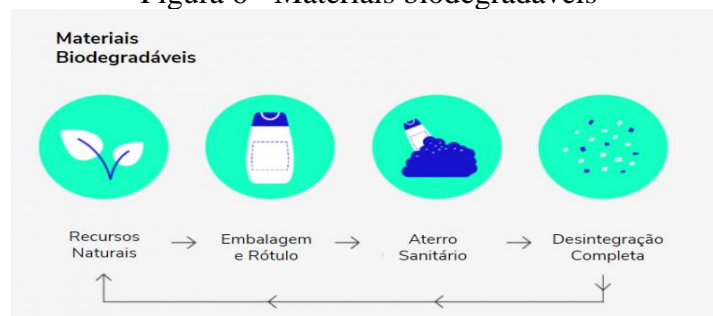 Figura 6 - Materiais biodegradáveis
Materiais
Biodegradáveis
Recursos
Naturais
Embalagem
e Rótulo
Aterro
Sanitário
Desintegração
Completa